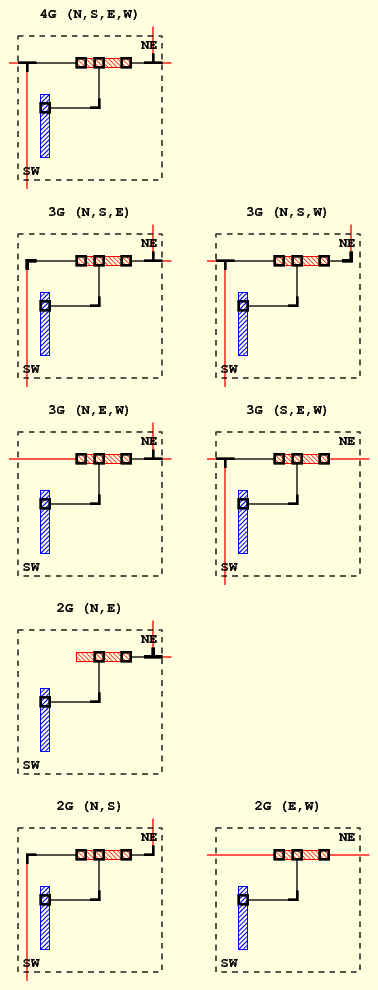 4G (N,S,E,W)
NE
SW
3G (N,S,E)
3G (N,S,W)
NE
NE
SW
SW
3G (N,E,W)
3G (S,E,W)
NE
NE
SW
SW
2G (N,E)
NE
SW
2G (N,S)
2G (E,W)
NE
NE
SW
SW